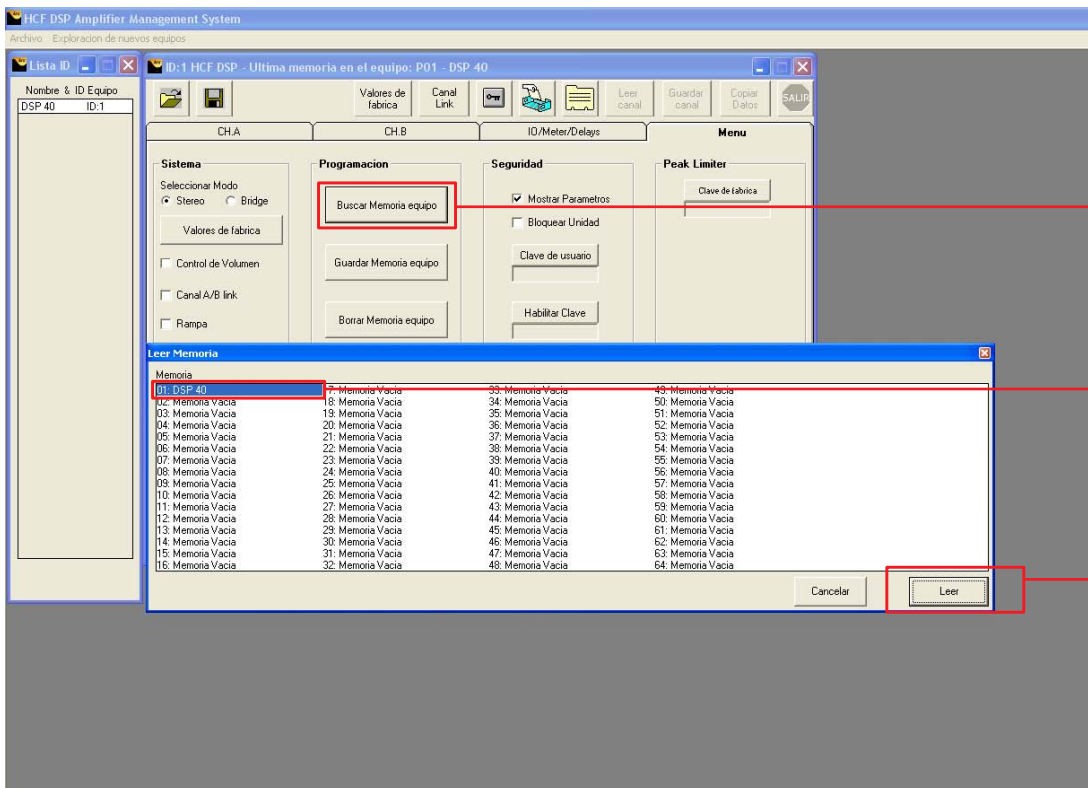 HCF DSP Amplifier Management System
Archivo Exploracion de nuevos equipos
Lista ID
Nombre & ID Equipo
DSP 40 ID:1
ID:1 HCF DSP - Ultima memoria en el equipo: P01 - DSP 40
Valores de fabrica
Canal Link
Leer canal
Guardar canal
Copiar Datos
SALIR
CH.A
CH.B
IO/Meter/Delays
Menu
Sistema
Seleccionar Modo
Stereo Bridge
Valores de fabrica
Control de Volumen
Canal A/B link
Rampa
Programacion
Buscar Memoria equipo
Guardar Memoria equipo
Borrar Memoria equipo
Seguridad
Mostrar Parametros
Bloquear Unidad
Clave de usuario
Habilitar Clave
Peak Limiter
Clave de fabrica
Leer Memoria
Memoria
01: DSP 40
02: Memoria Vacia
03: Memoria Vacia
04: Memoria Vacia
05: Memoria Vacia
06: Memoria Vacia
07: Memoria Vacia
08: Memoria Vacia
09: Memoria Vacia
10: Memoria Vacia
11: Memoria Vacia
12: Memoria Vacia
13: Memoria Vacia
14: Memoria Vacia
15: Memoria Vacia
16: Memoria Vacia
17: Memoria Vacia
18: Memoria Vacia
19: Memoria Vacia
20: Memoria Vacia
21: Memoria Vacia
22: Memoria Vacia
23: Memoria Vacia
24: Memoria Vacia
25: Memoria Vacia
26: Memoria Vacia
27: Memoria Vacia
28: Memoria Vacia
29: Memoria Vacia
30: Memoria Vacia
31: Memoria Vacia
32: Memoria Vacia
33: Memoria Vacia
34: Memoria Vacia
35: Memoria Vacia
36: Memoria Vacia
37: Memoria Vacia
38: Memoria Vacia
39: Memoria Vacia
40: Memoria Vacia
41: Memoria Vacia
42: Memoria Vacia
43: Memoria Vacia
44: Memoria Vacia
45: Memoria Vacia
46: Memoria Vacia
47: Memoria Vacia
48: Memoria Vacia
49: Memoria Vacia
50: Memoria Vacia
51: Memoria Vacia
52: Memoria Vacia
53: Memoria Vacia
54: Memoria Vacia
55: Memoria Vacia
56: Memoria Vacia
57: Memoria Vacia
58: Memoria Vacia
59: Memoria Vacia
60: Memoria Vacia
61: Memoria Vacia
62: Memoria Vacia
63: Memoria Vacia
64: Memoria Vacia
Cancelar
Leer